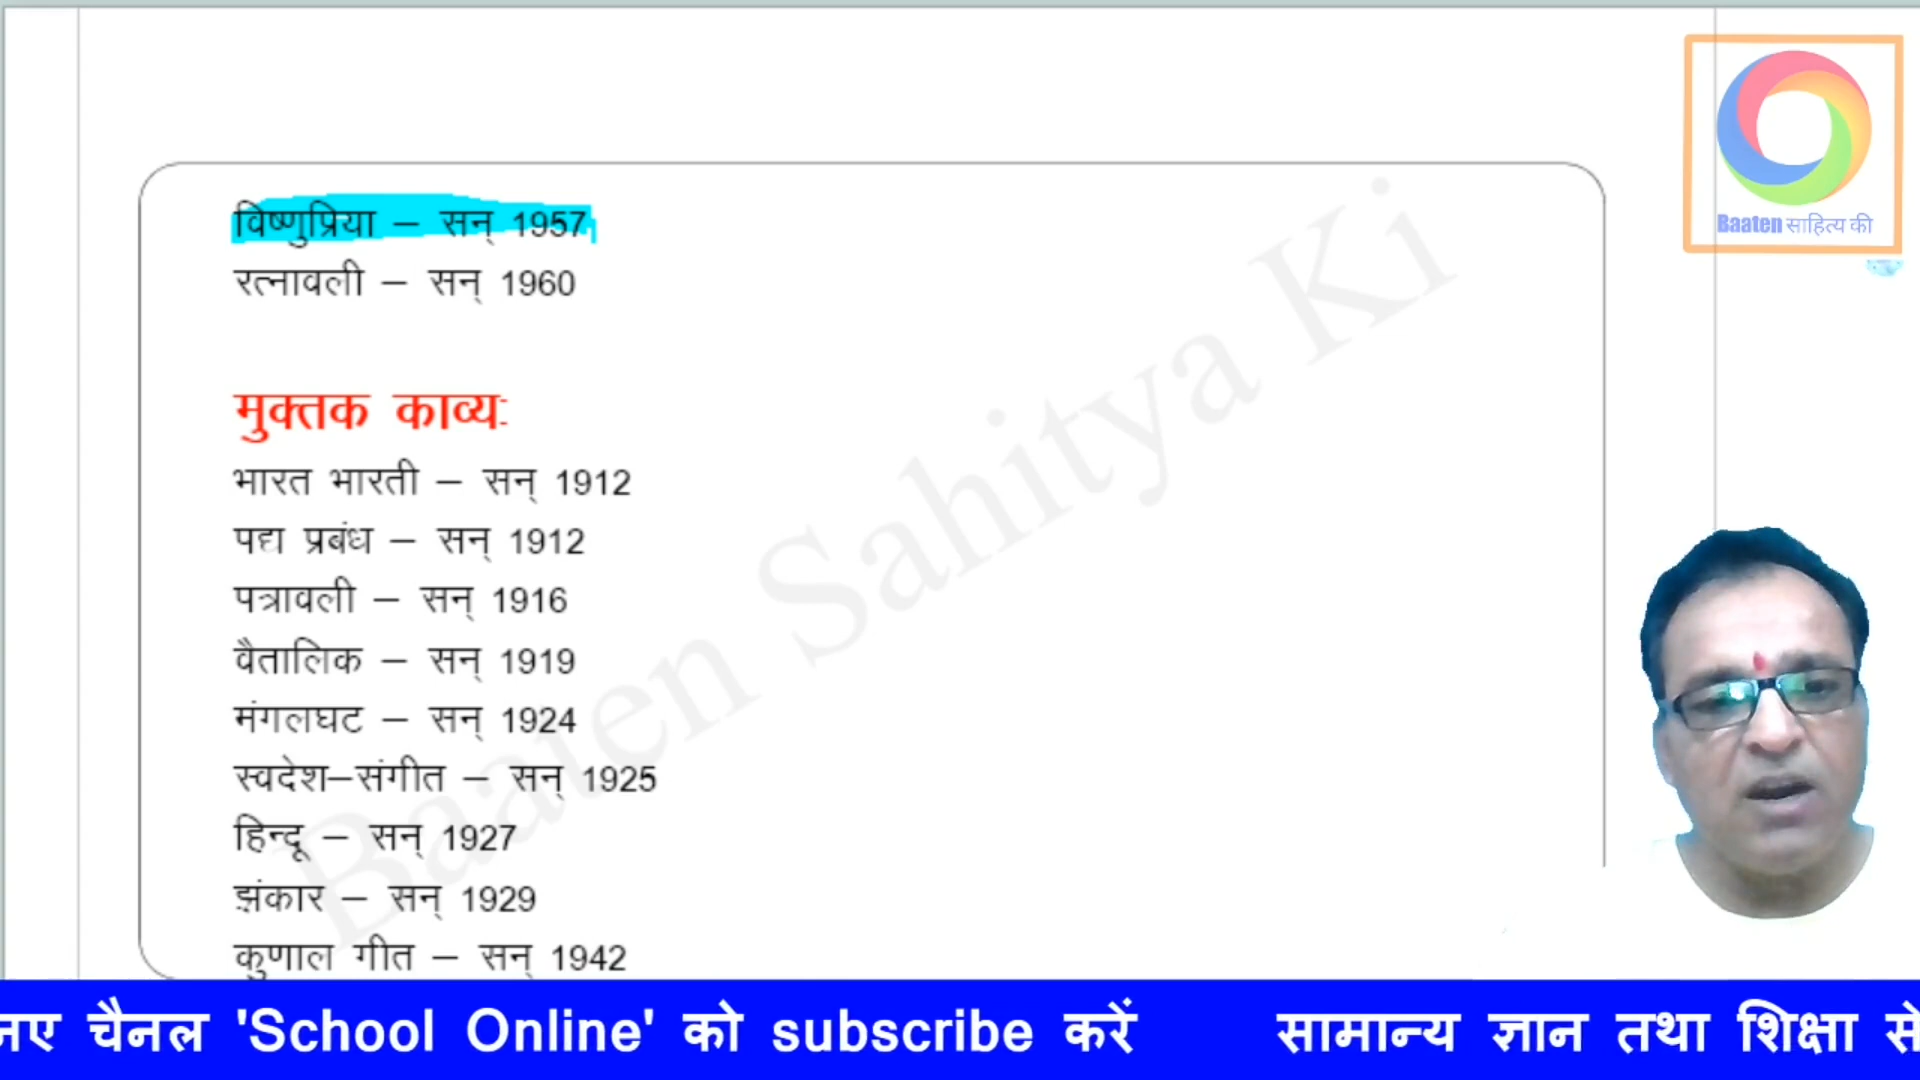 Baaten साहित्य की
विष्णुप्रिया – सन् 1957
रत्नावली – सन् 1960
मुक्तक काव्य:
भारत भारती – सन् 1912
पद्य प्रबंध – सन् 1912
पत्रावली – सन् 1916
वैतालिक – सन् 1919
मंगलघट – सन् 1924
स्वदेश–संगीत – सन् 1925
हिन्दू – सन् 1927
झंकार – सन् 1929
कुणाल गीत – सन् 1942
Baaten Sahitya Ki
नए चैनल 'School Online' को subscribe करें सामान्य ज्ञान तथा शिक्षा से